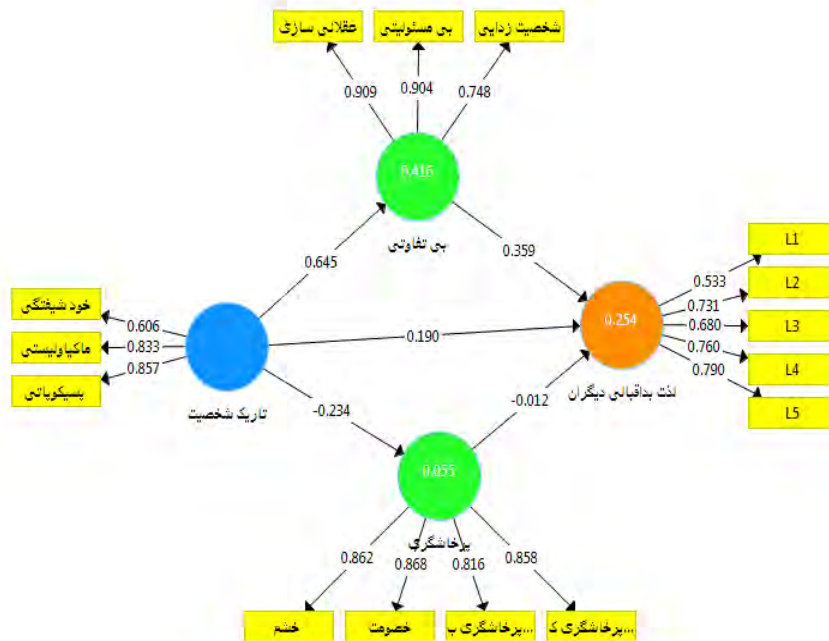 عقلانی سازی
بی مسئولیتی
شخصیت زدایی
0.909
0.904
0.748
0.416
بی تفاوتی
0.645
0.359
خود شیفتگی
ماکیاولیستی
پسیکوپاتی
0.606
0.833
0.857
تاریک شخصیت
0.190
0.254
لذت بداقبالی دیگران
0.533
0.731
0.680
0.760
0.790
L1
L2
L3
L4
L5
-0.234
-0.012
0.055
پرخاشگری
0.862
0.868
0.816
0.858
خشم
خصومت
پرخاشگری ب...
پرخاشگری ک...